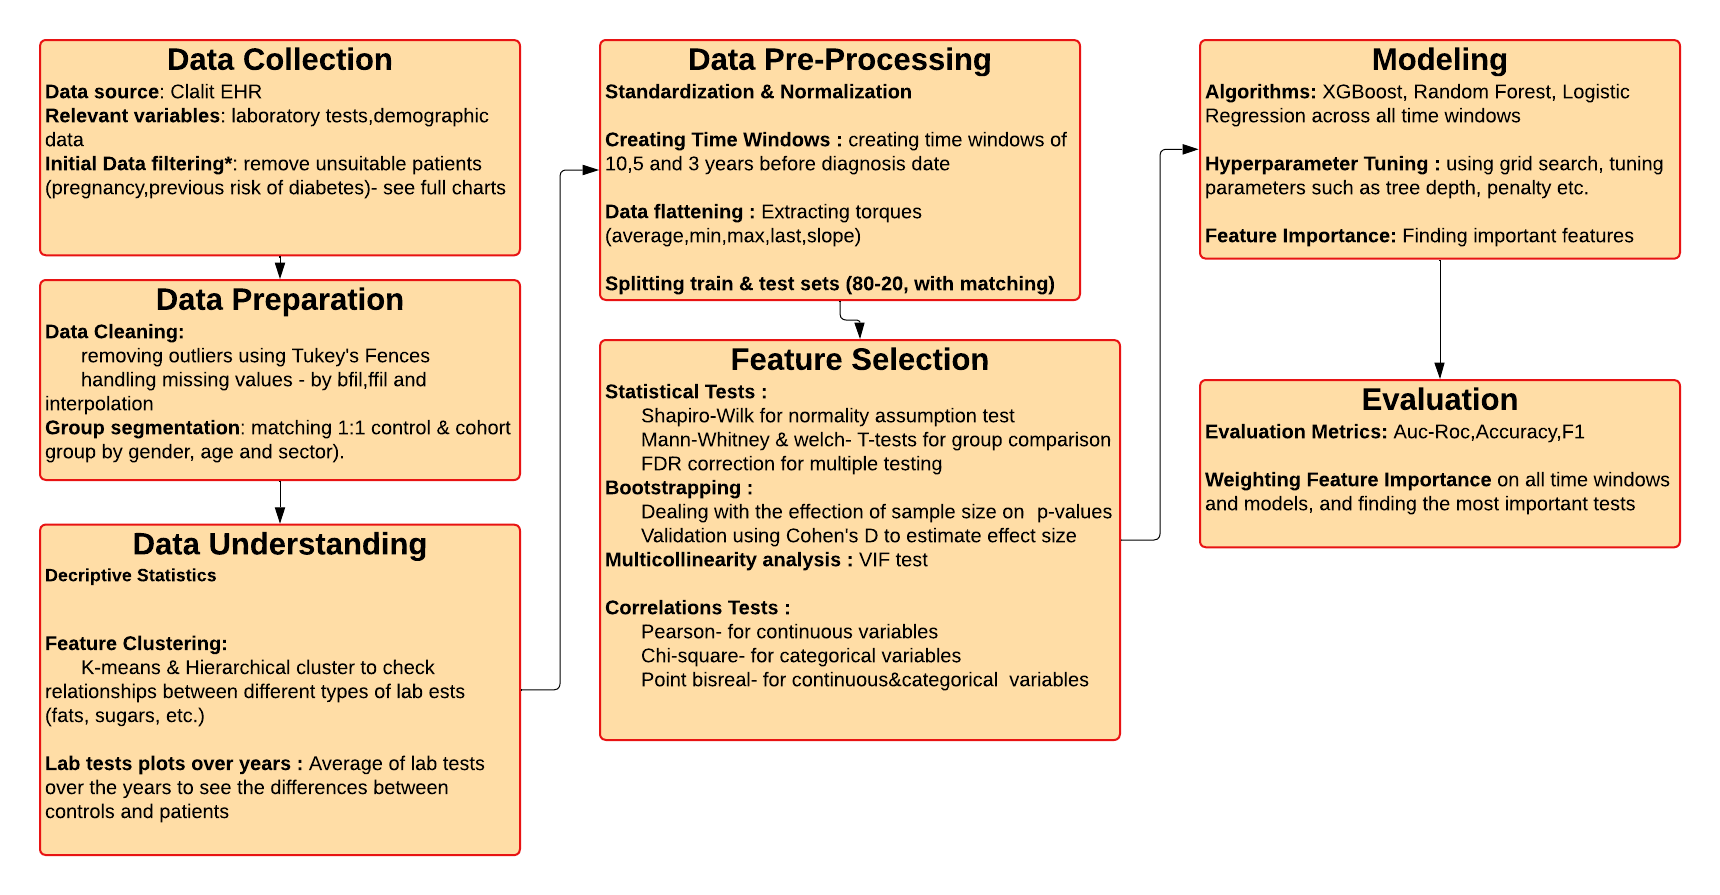 Data Collection
Data source: Clalit EHR
Relevant variables: laboratory tests,demographic
data
Initial Data filtering*: remove unsuitable patients
(pregnancy,previous risk of diabetes)- see full charts
Data Preparation
Data Cleaning:
removing outliers using Tukey's Fences
handling missing values - by bfil,ffil and
interpolation
Group segmentation: matching 1:1 control & cohort
group by gender, age and sector).
Data Understanding
Decriptive Statistics
Feature Clustering:
K-means & Hierarchical cluster to check
relationships between different types of lab ests
(fats, sugars, etc.)
Lab tests plots over years : Average of lab tests
over the years to see the differences between
controls and patients
Data Pre-Processing
Standardization & Normalization
Creating Time Windows : creating time windows of
10,5 and 3 years before diagnosis date
Data flattening : Extracting torques
(average,min,max,last,slope)
Splitting train & test sets (80-20, with matching)
Feature Selection
Statistical Tests :
Shapiro-Wilk for normality assumption test
Mann-Whitney & welch- T-tests for group comparison
FDR correction for multiple testing
Bootstrapping :
Dealing with the effection of sample size on  p-values
Validation using Cohen's D to estimate effect size
Multicollinearity analysis : VIF test
Correlations Tests :
Pearson- for continuous variables
Chi-square- for categorical variables
Point bisreal- for continuous&categorical  variables
Modeling
Algorithms: XGBoost, Random Forest, Logistic
Regression across all time windows
Hyperparameter Tuning : using grid search, tuning
parameters such as tree depth, penalty etc.
Feature Importance: Finding important features
Evaluation
Evaluation Metrics: Auc-Roc,Accuracy,F1
Weighting Feature Importance on all time windows
and models, and finding the most important tests